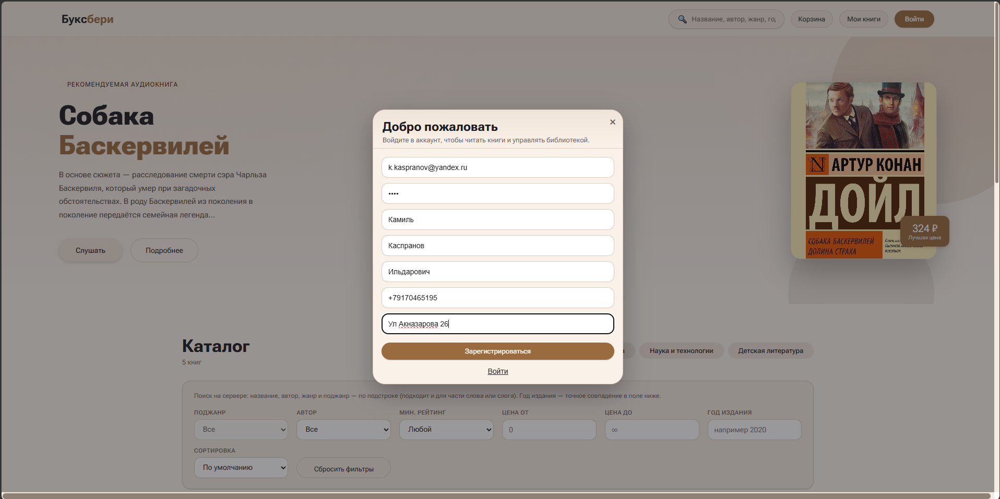 Буксбери
Название, автор, жанр, го
Корзина
Мои книги
Войти
РЕКОМЕНДУЕМАЯ АУДИОКНИГА
Собака
Баскервилей
В основе сюжета — расследование смерти сэра Чарльза
Баскервиля, который умер при загадочных
обстоятельствах. В роду Баскервилей из поколения в
поколение передаётся семейная легенда...
Слушать
Подробнее
АРТУР КОНАН
ДОЙЛ
СОБАКА БАСКЕРВИЛЕЙ
ДОЛИНА СТРАХА
324 ₽
Лучшая цена
Добро пожаловать
×
Войдите в аккаунт, чтобы читать книги и управлять библиотекой.
k.kaspranov@yandex.ru
••••
Камиль
Каспранов
Ильдарович
+79170465195
Ул Акназарова 26
Зарегистрироваться
Войти
Каталог
5 книг
Наука и технологии
Детская литература
Поиск на сервере: название, автор, жанр и поджанр — по подстроке (подходит и для части слова или слога). Год издания — точное совпадение в поле ниже.
ПОДЖАНР
АВТОР
МИН. РЕЙТИНГ
ЦЕНА ОТ
ЦЕНА ДО
ГОД ИЗДАНИЯ
Все
Все
Любой
0
∞
например 2020
СОРТИРОВКА
По умолчанию
Сбросить фильтры